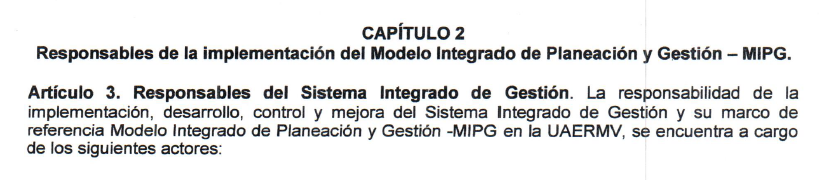 CAPÍTULO 2
Responsables de la implementación del Modelo Integrado de Planeación y Gestión – MIPG.
Artículo 3. Responsables del Sistema Integrado de Gestión. La responsabilidad de la
implementación, desarrollo, control y mejora del Sistema Integrado de Gestión y su marco de
referencia Modelo Integrado de Planeación y Gestión -MIPG en la UAERMV, se encuentra a cargo
de los siguientes actores: